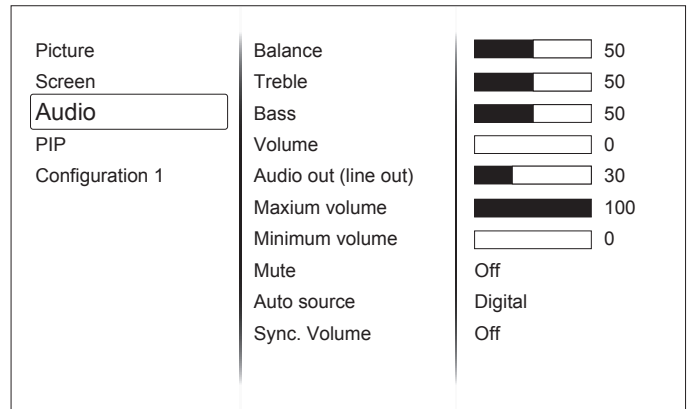 Picture
Screen
Audio
PIP
Configuration 1
Balance 50
Treble 50
Bass 50
Volume 0
Audio out (line out) 30
Maxium volume 100
Minimum volume 0
Mute Off
Auto source Digital
Sync. Volume Off